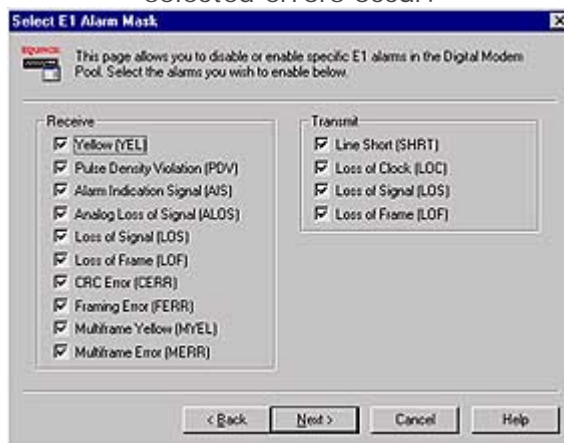 selected errors occur.
Select E1 Alarm Mask
EQUINOX
This page allows you to disable or enable specific E1 alarms in the Digital Modem
Pool. Select the alarms you wish to enable below.
Receive
Yellow (YEL)
Pulse Density Violation (PDV)
Alarm Indication Signal (AIS)
Analog Loss of Signal (ALOS)
Loss of Signal (LOS)
Loss of Frame (LOF)
CRC Error (CERR)
Framing Error (FERR)
Multiframe Yellow (MYEL)
Multiframe Error (MERR)
Transmit
Line Short (SHRT)
Loss of Clock (LOC)
Loss of Signal (LOS)
Loss of Frame (LOF)
< Back
Next >
Cancel
Help